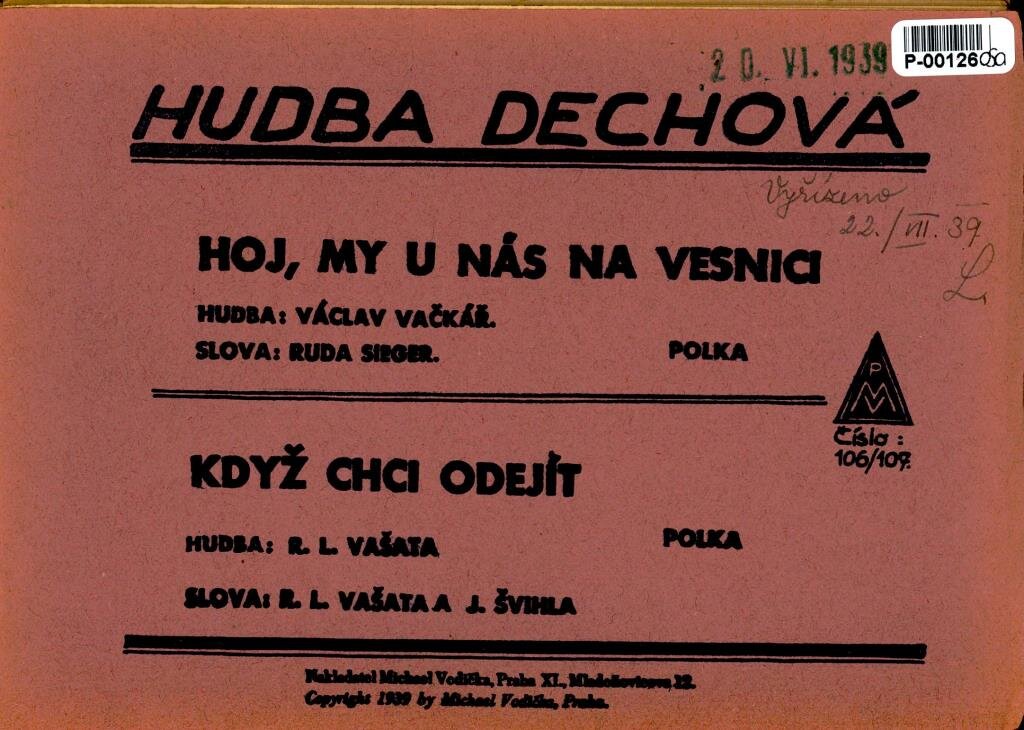 20. VI. 1939
P-00126
HUDBA DECHOVÁ
Vyřízeno
22./VII. 39
L.
HOJ, MY U NÁS NA VESNICI
HUDBA: VÁCLAV VAČKÁŘ.
SLOVA: RUDA SIEGER. POLKA
PM
Číslo:
106/107.
KDYŽ CHCI ODEJÍT
HUDBA: R. L. VAŠATA POLKA
SLOVA: R. L. VAŠATA A J. ŠVIHLA
Nakladatel Michael Vodička, Praha XI., 12.
Copyright 1939 by Michael Vodička, Praha.